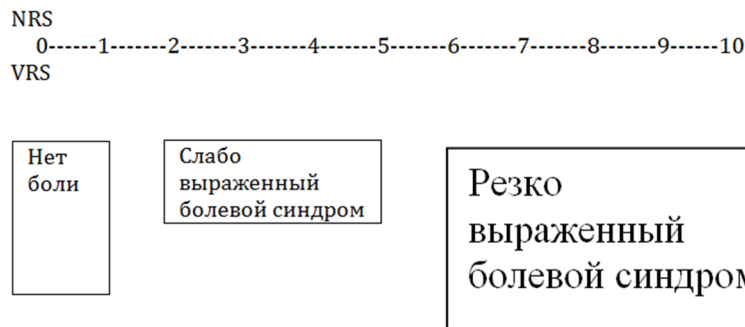 NRS
0------1-------2-------3-------4-------5-------6-------7-------8-------9------10
VRS
Нет
боли
Слабо
выраженный
болевой синдром
Резко
выраженный
болевой синдром